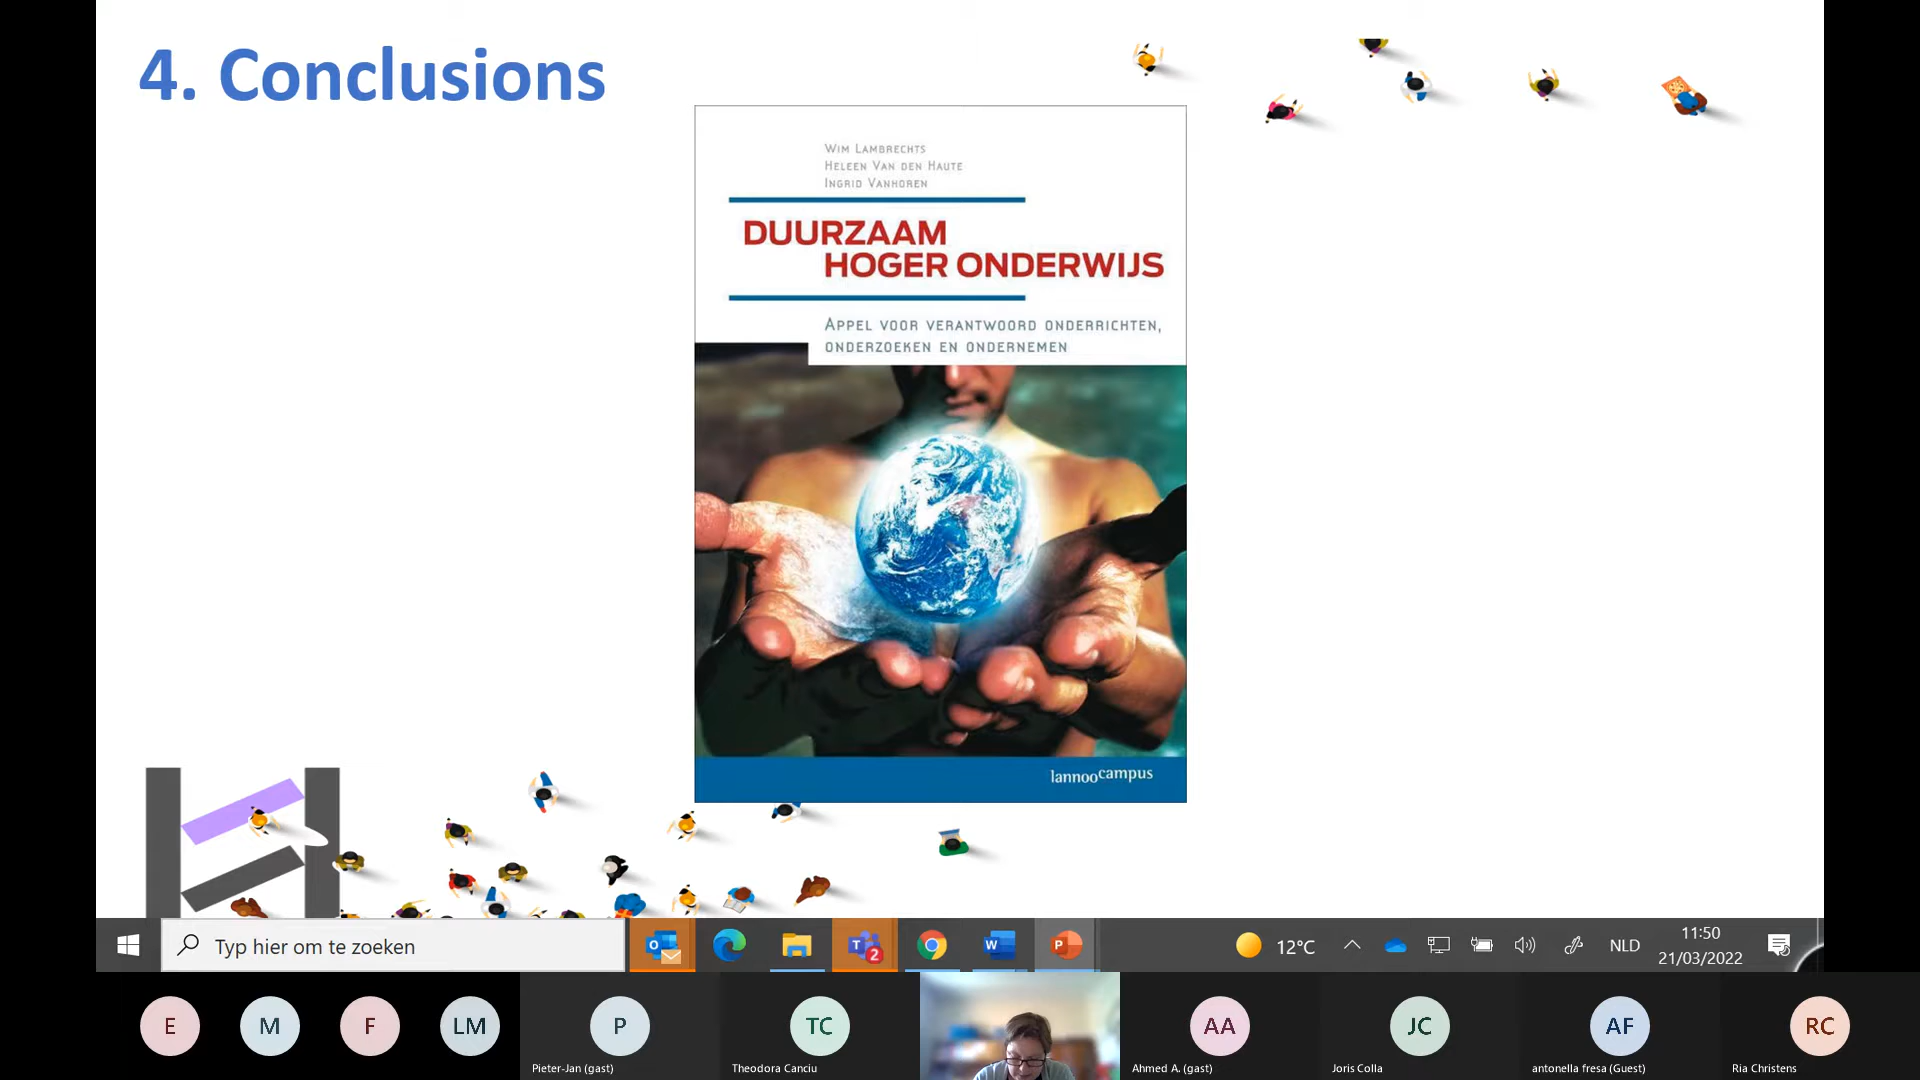 4. Conclusions
Wim Lambrechts
Heleen Van den Haute
Ingrid Vanhoren
DUURZAAM
HOGER ONDERWIJS
Appel voor verantwoord onderrichten,
onderzoeken en ondernemen
lannoocampus
Typ hier om te zoeken
2
12°C
NLD
11:50
21/03/2022
E
M
F
LM
P
TC
AA
JC
AF
RC
Pieter-Jan (gast)
Theodora Canciu
Ahmed A. (gast)
Joris Colla
antonella fresa (Guest)
Ria Christens